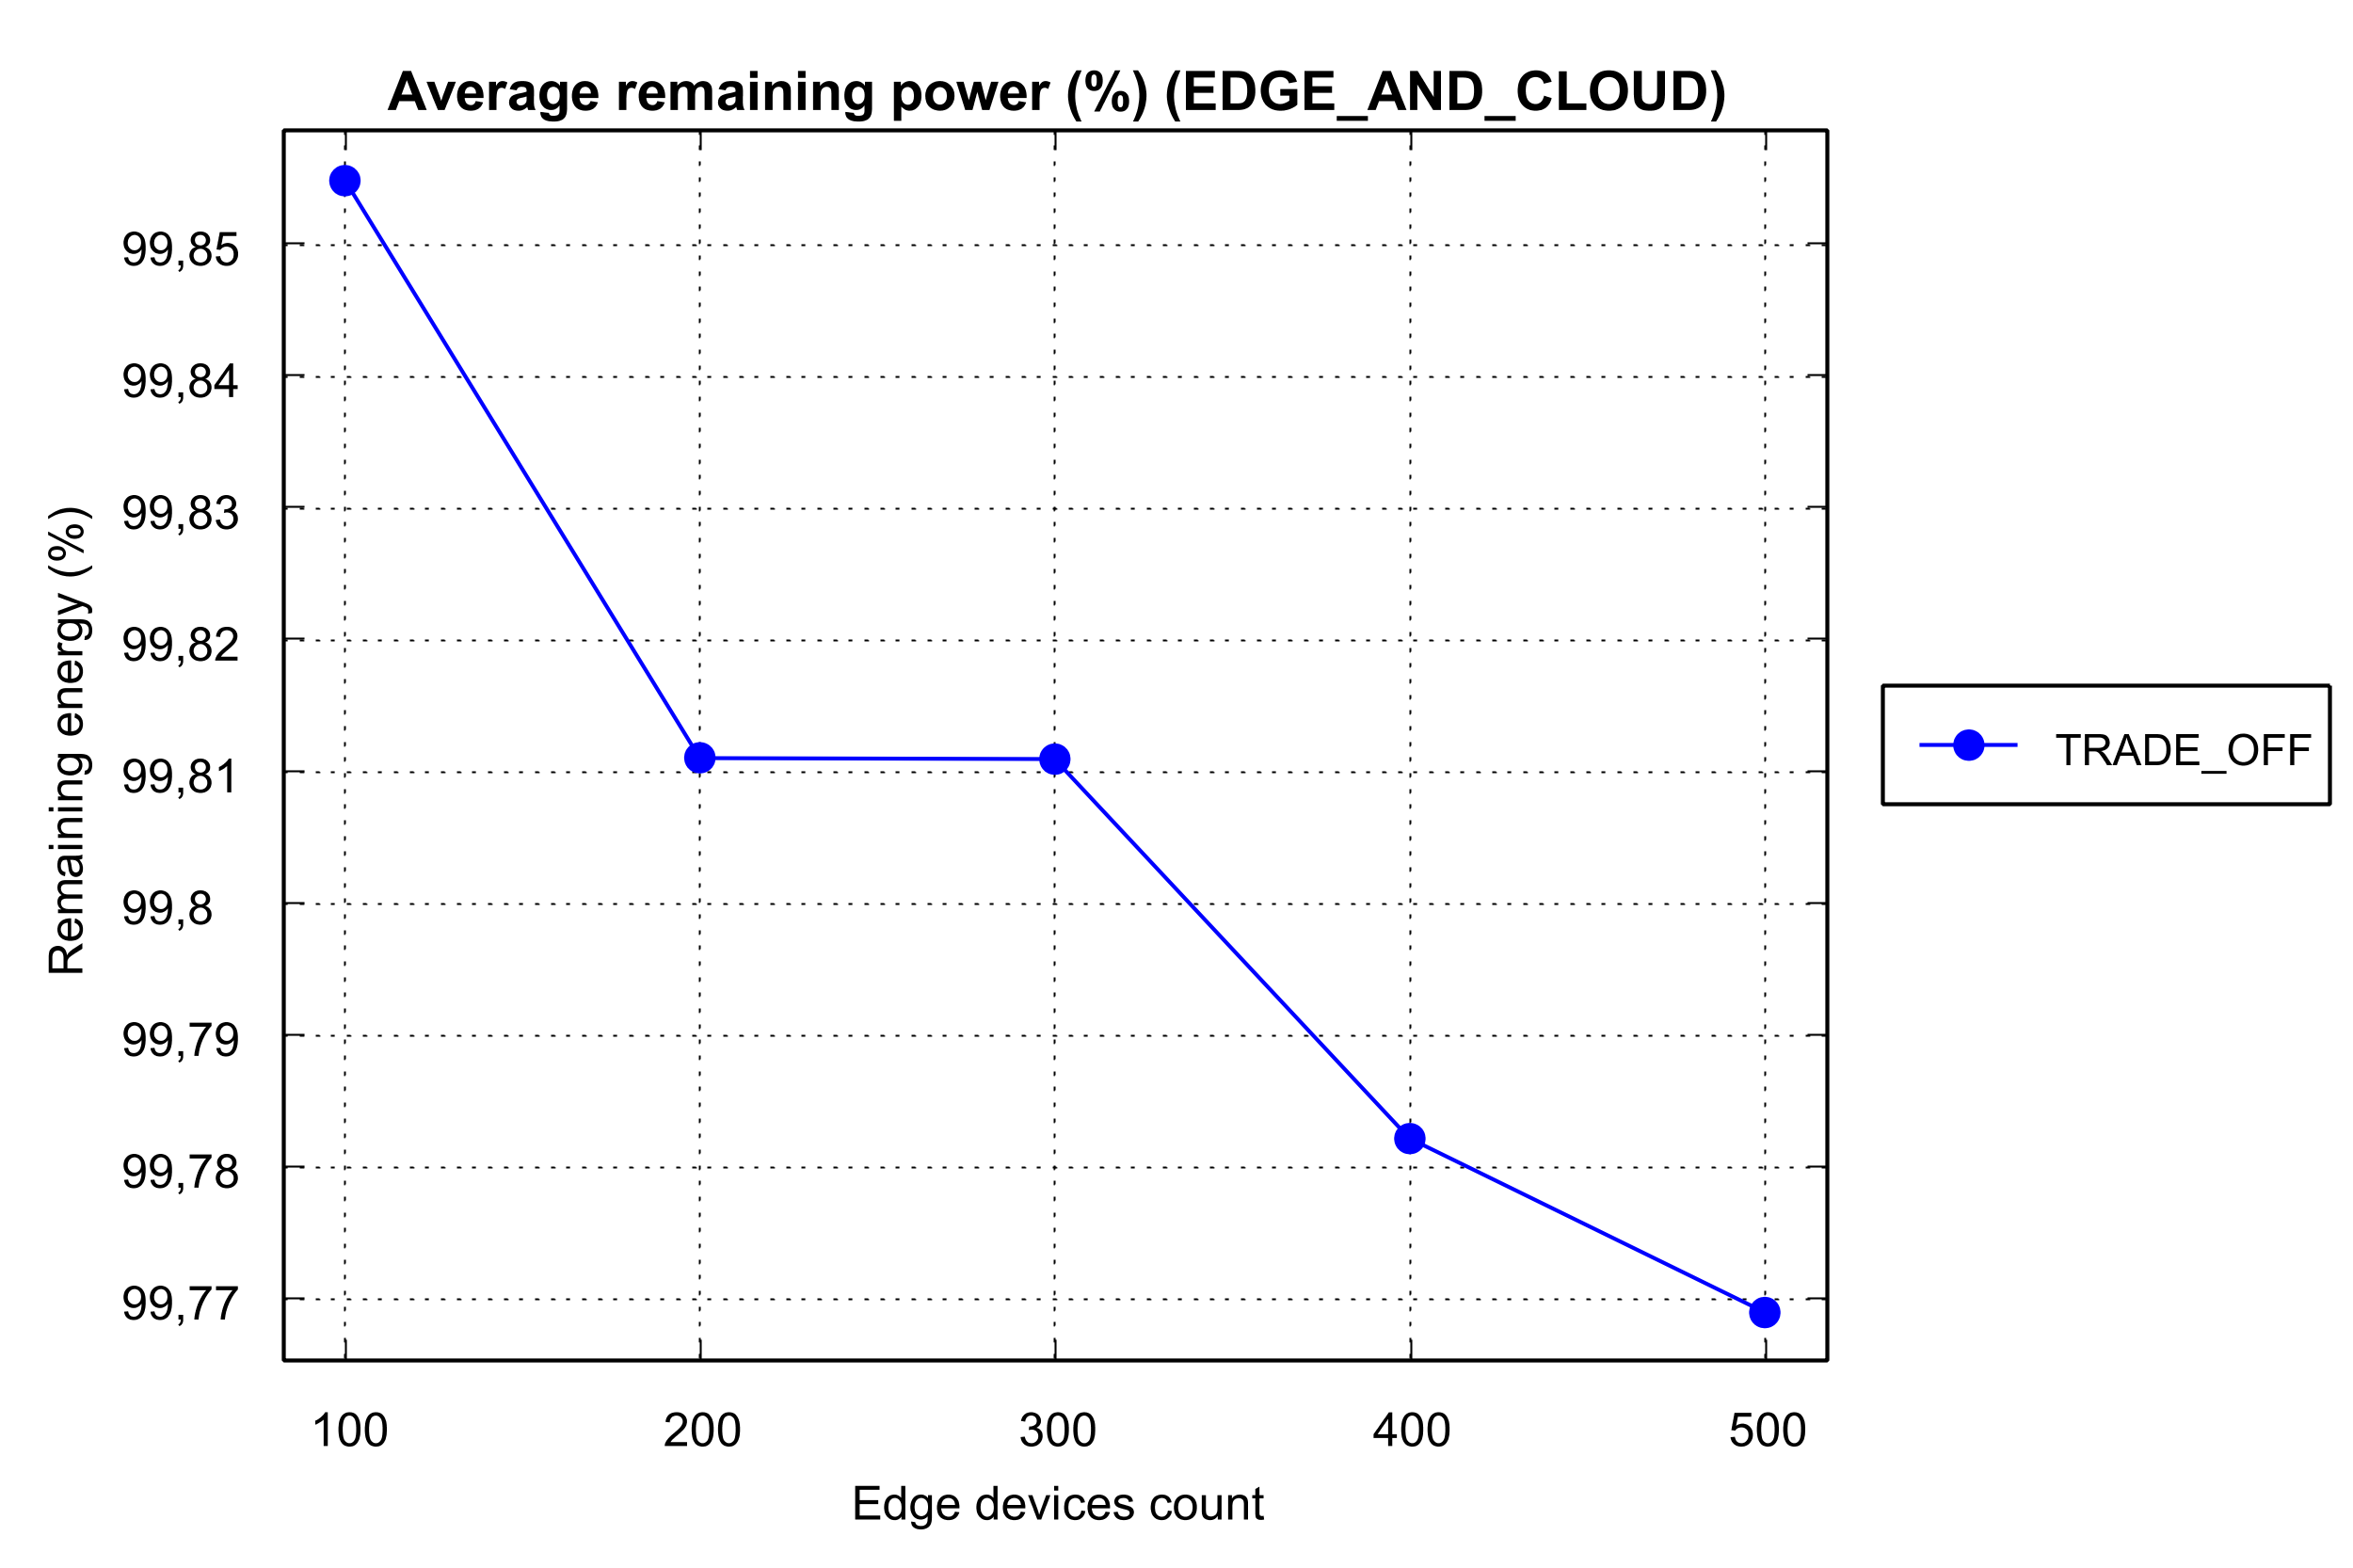 Average remaining power (%) (EDGE_AND_CLOUD)
Remaining energy (%)
99,85
99,84
99,83
99,82
99,81
99,8
99,79
99,78
99,77
100 200 300 400 500
Edge devices count
TRADE_OFF